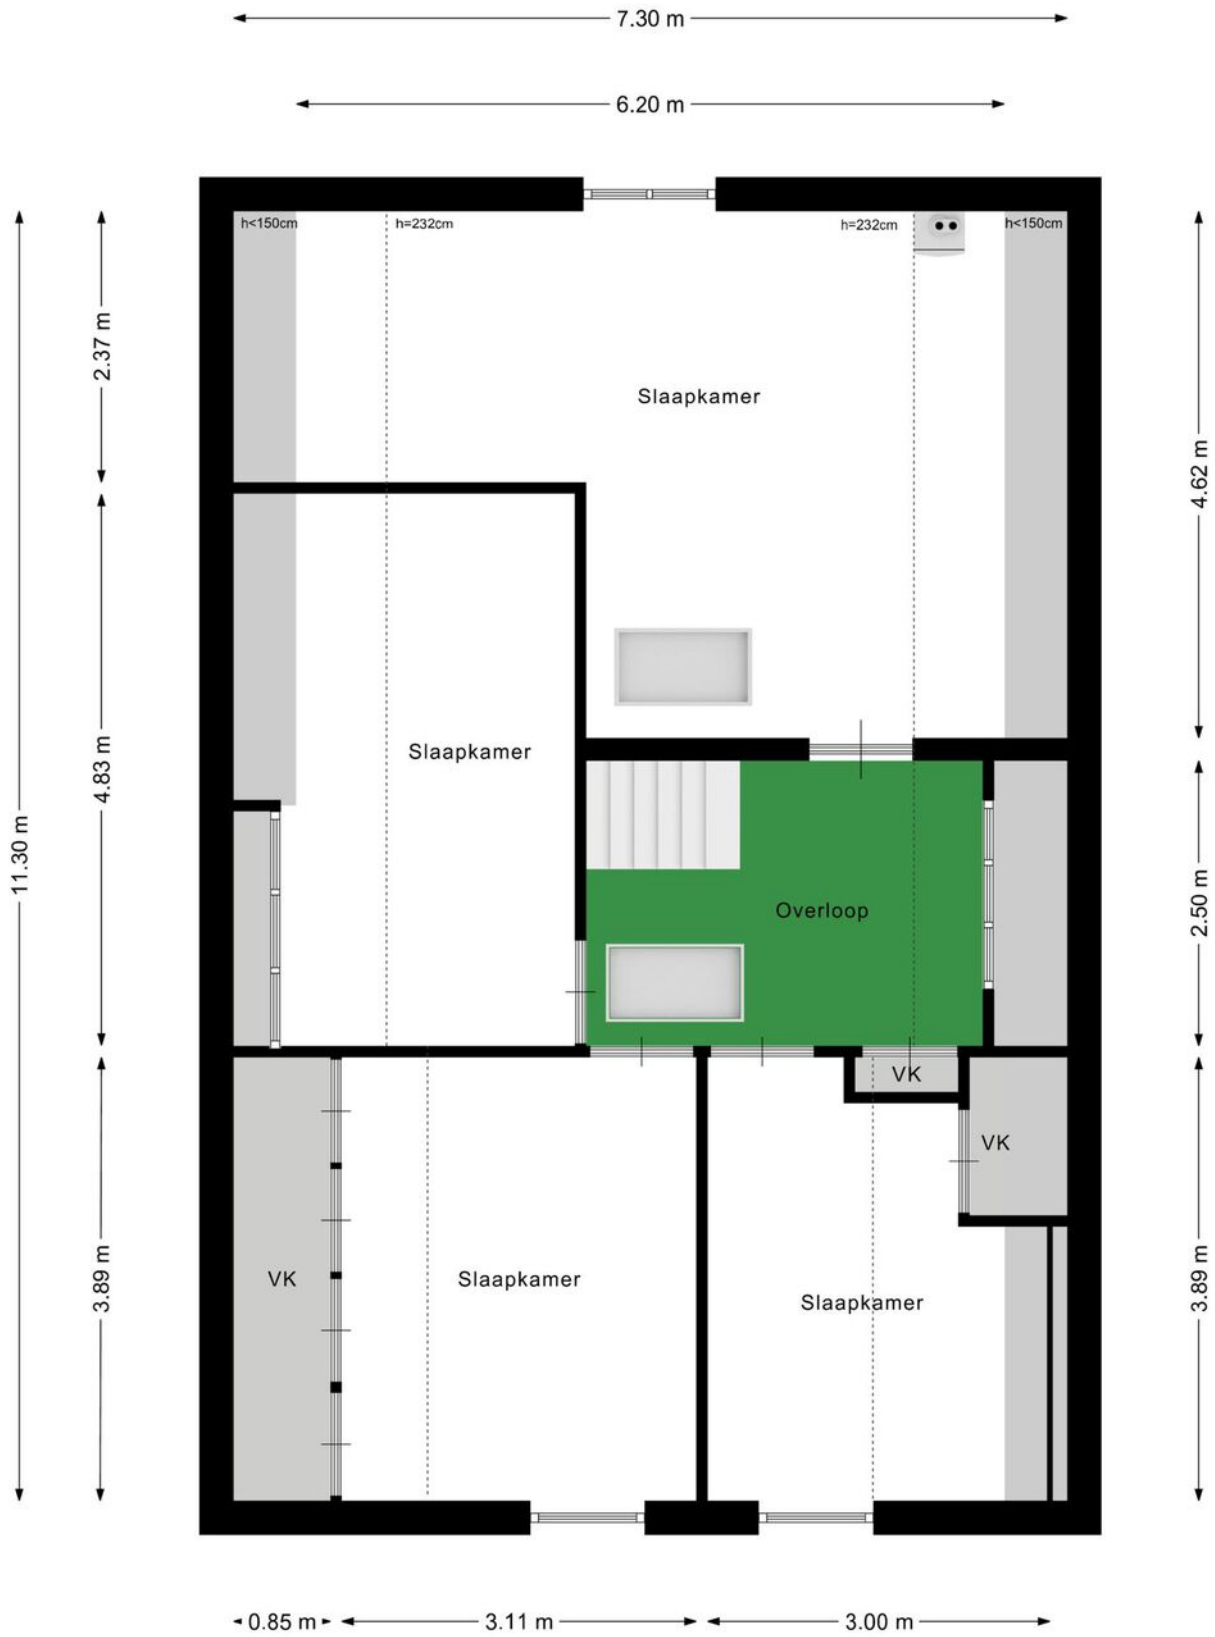 7.30 m
6.20 m
h<150cm
h=232cm
h=232cm
h<150cm
2.37 m
4.62 m
Slaapkamer
Slaapkamer
4.83 m
11.30 m
Overloop
2.50 m
VK
VK
VK
Slaapkamer
Slaapkamer
3.89 m
3.89 m
0.85 m
3.11 m
3.00 m